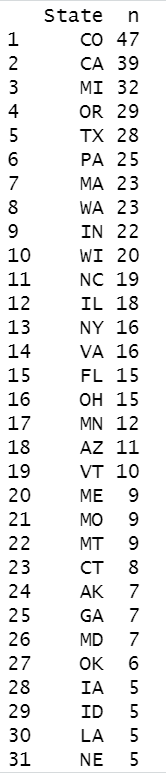 State n
1 CO 47
2 CA 39
3 MI 32
4 OR 29
5 TX 28
6 PA 25
7 MA 23
8 WA 23
9 IN 22
10 WI 20
11 NC 19
12 IL 18
13 NY 16
14 VA 16
15 FL 15
16 OH 15
17 MN 12
18 AZ 11
19 VT 10
20 ME 9
21 MO 9
22 MT 9
23 CT 8
24 AK 7
25 GA 7
26 MD 7
27 OK 6
28 IA 5
29 ID 5
30 LA 5
31 NE 5